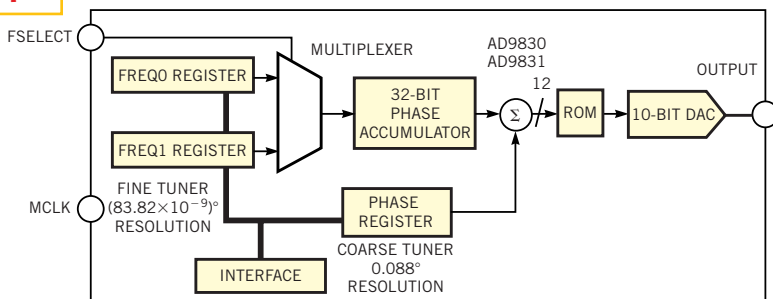 FSELECT
MULTIPLEXER
AD9830
AD9831
12
OUTPUT
FREQ0 REGISTER
32-BIT
PHASE
ACCUMULATOR
Σ
ROM
10-BIT DAC
FREQ1 REGISTER
MCLK
FINE TUNER
(83.82×10⁻⁹)°
RESOLUTION
PHASE
REGISTER
COARSE TUNER
0.088°
RESOLUTION
INTERFACE